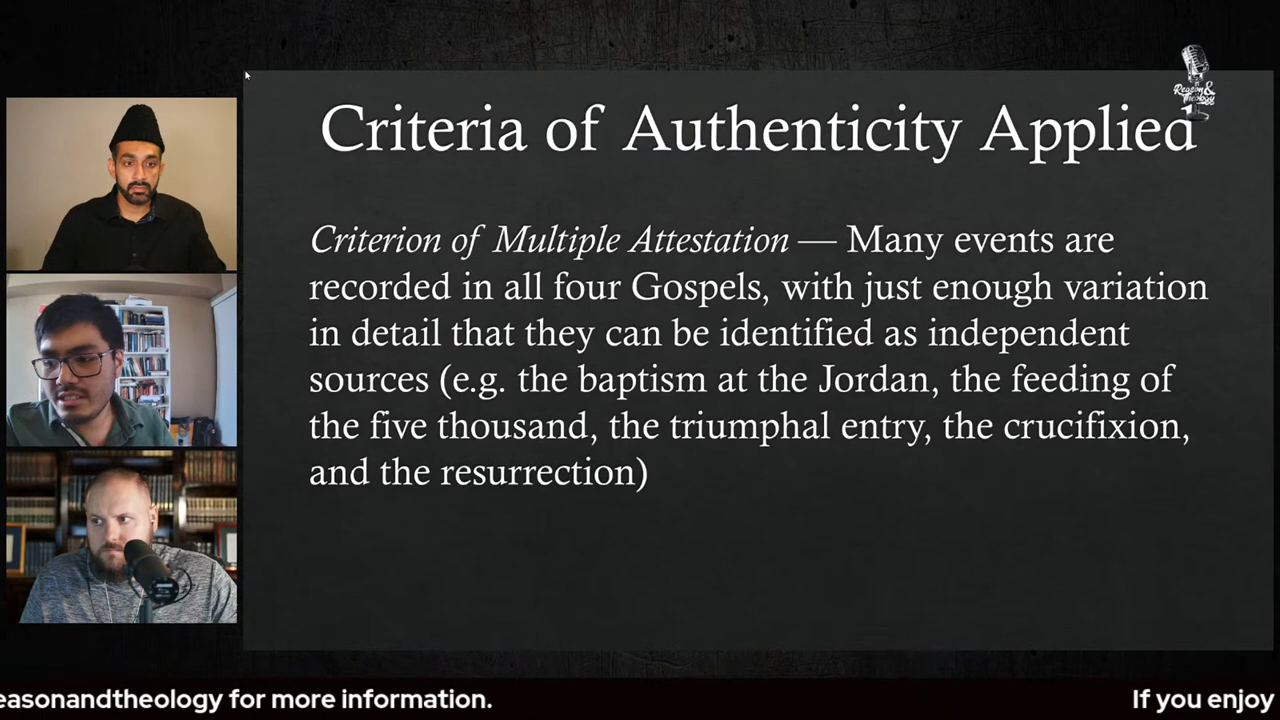 Reason &
Theology
Criteria of Authenticity Applied
Criterion of Multiple Attestation — Many events are
recorded in all four Gospels, with just enough variation
in detail that they can be identified as independent
sources (e.g. the baptism at the Jordan, the feeding of
the five thousand, the triumphal entry, the crucifixion,
and the resurrection)
easonandtheology for more information.
If you enjoy